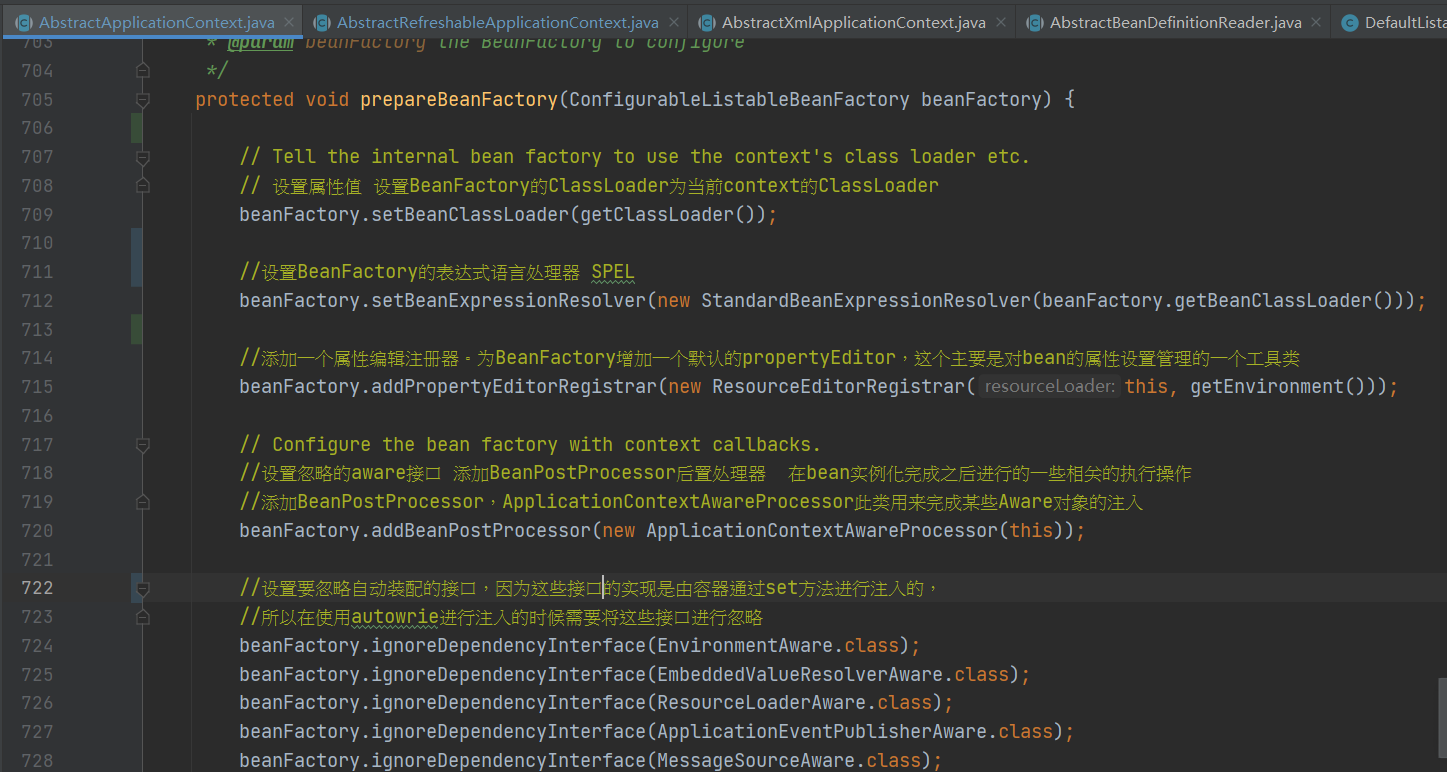 AbstractApplicationContext.java AbstractRefreshableApplicationContext.java AbstractXmlApplicationContext.java AbstractBeanDefinitionReader.java DefaultLista
703 * @param beanFactory the BeanFactory to configure
704 */
705 protected void prepareBeanFactory(ConfigurableListableBeanFactory beanFactory) {
706
707 // Tell the internal bean factory to use the context's class loader etc.
708 // 设置属性值 设置BeanFactory的ClassLoader为当前context的ClassLoader
709 beanFactory.setBeanClassLoader(getClassLoader());
710
711 //设置BeanFactory的表达式语言处理器 SPEL
712 beanFactory.setBeanExpressionResolver(new StandardBeanExpressionResolver(beanFactory.getBeanClassLoader()));
713
714 //添加一个属性编辑注册器。为BeanFactory增加一个默认的propertyEditor，这个主要是对bean的属性设置管理的一个工具类
715 beanFactory.addPropertyEditorRegistrar(new ResourceEditorRegistrar( resourceLoader: this, getEnvironment()));
716
717 // Configure the bean factory with context callbacks.
718 //设置忽略的aware接口 添加BeanPostProcessor后置处理器  在bean实例化完成之后进行的一些相关的执行操作
719 //添加BeanPostProcessor，ApplicationContextAwareProcessor此类用来完成某些Aware对象的注入
720 beanFactory.addBeanPostProcessor(new ApplicationContextAwareProcessor(this));
721
722 //设置要忽略自动装配的接口，因为这些接口的实现是由容器通过set方法进行注入的，
723 //所以在使用autowrie进行注入的时候需要将这些接口进行忽略
724 beanFactory.ignoreDependencyInterface(EnvironmentAware.class);
725 beanFactory.ignoreDependencyInterface(EmbeddedValueResolverAware.class);
726 beanFactory.ignoreDependencyInterface(ResourceLoaderAware.class);
727 beanFactory.ignoreDependencyInterface(ApplicationEventPublisherAware.class);
728 beanFactory.ignoreDependencyInterface(MessageSourceAware.class);